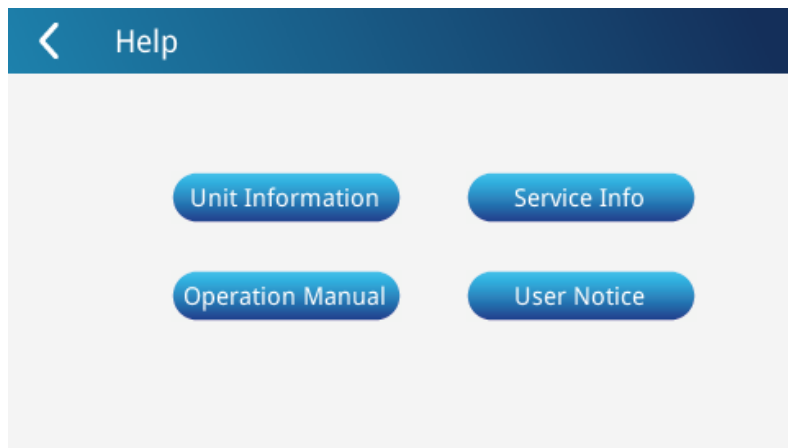 Help
Unit Information
Service Info
Operation Manual
User Notice